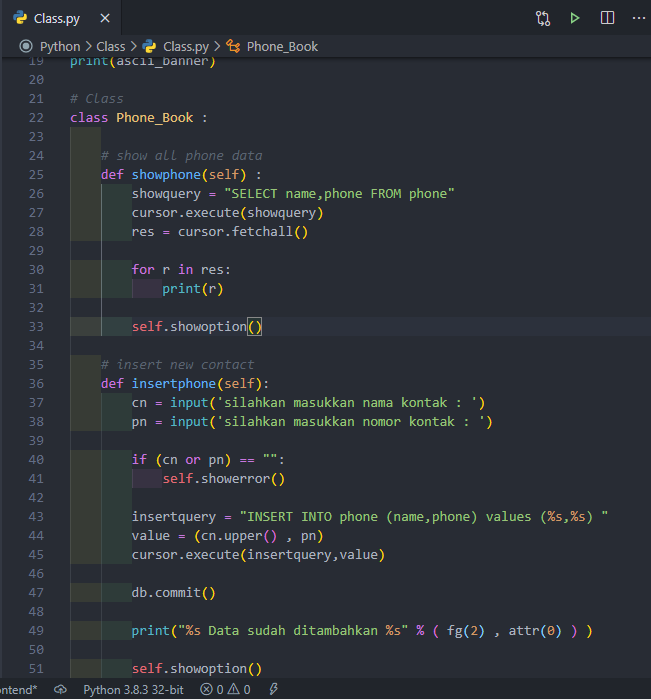 Class.py
Python > Class > Class.py > Phone_Book
19 print(ascii_banner)
20
21 # Class
22 class Phone_Book :
23
24     # show all phone data
25     def showphone(self) :
26         showquery = "SELECT name,phone FROM phone"
27         cursor.execute(showquery)
28         res = cursor.fetchall()
29
30         for r in res:
31             print(r)
32
33         self.showoption()
34
35     # insert new contact
36     def insertphone(self):
37         cn = input('silahkan masukkan nama kontak : ')
38         pn = input('silahkan masukkan nomor kontak : ')
39
40         if (cn or pn) == "":
41             self.showerror()
42
43         insertquery = "INSERT INTO phone (name,phone) values (%s,%s) "
44         value = (cn.upper() , pn)
45         cursor.execute(insertquery,value)
46
47         db.commit()
48
49         print("%s Data sudah ditambahkan %s" % ( fg(2) , attr(0) ) )
50
51         self.showoption()
ontend* Python 3.8.3 32-bit 0 0